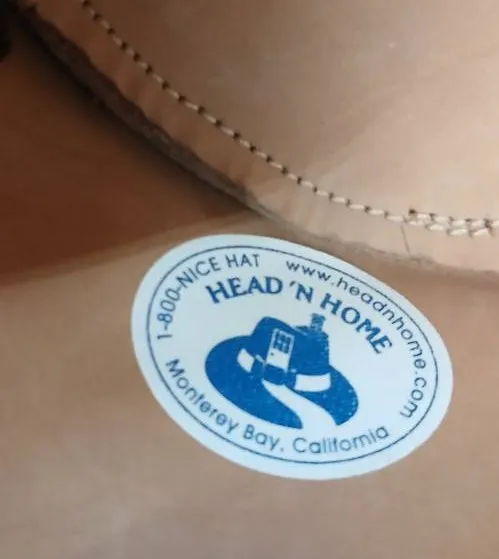 1-800-NICE HAT www.headnhome.com
HEAD 'N HOME
Monterey Bay, California